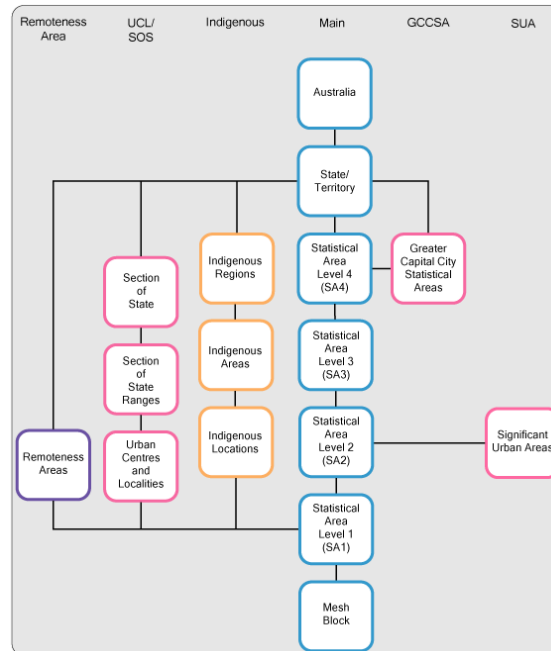 Remoteness
Area
UCL/
SOS
Indigenous
Main
GCCSA
SUA
Australia
State/
Territory
Section
of
State
Indigenous
Regions
Statistical
Area
Level 4
(SA4)
Greater
Capital City
Statistical
Areas
Section
of
State
Ranges
Indigenous
Areas
Statistical
Area
Level 3
(SA3)
Remoteness
Areas
Urban
Centres
and
Localities
Indigenous
Locations
Statistical
Area
Level 2
(SA2)
Significant
Urban Areas
Statistical
Area
Level 1
(SA1)
Mesh
Block